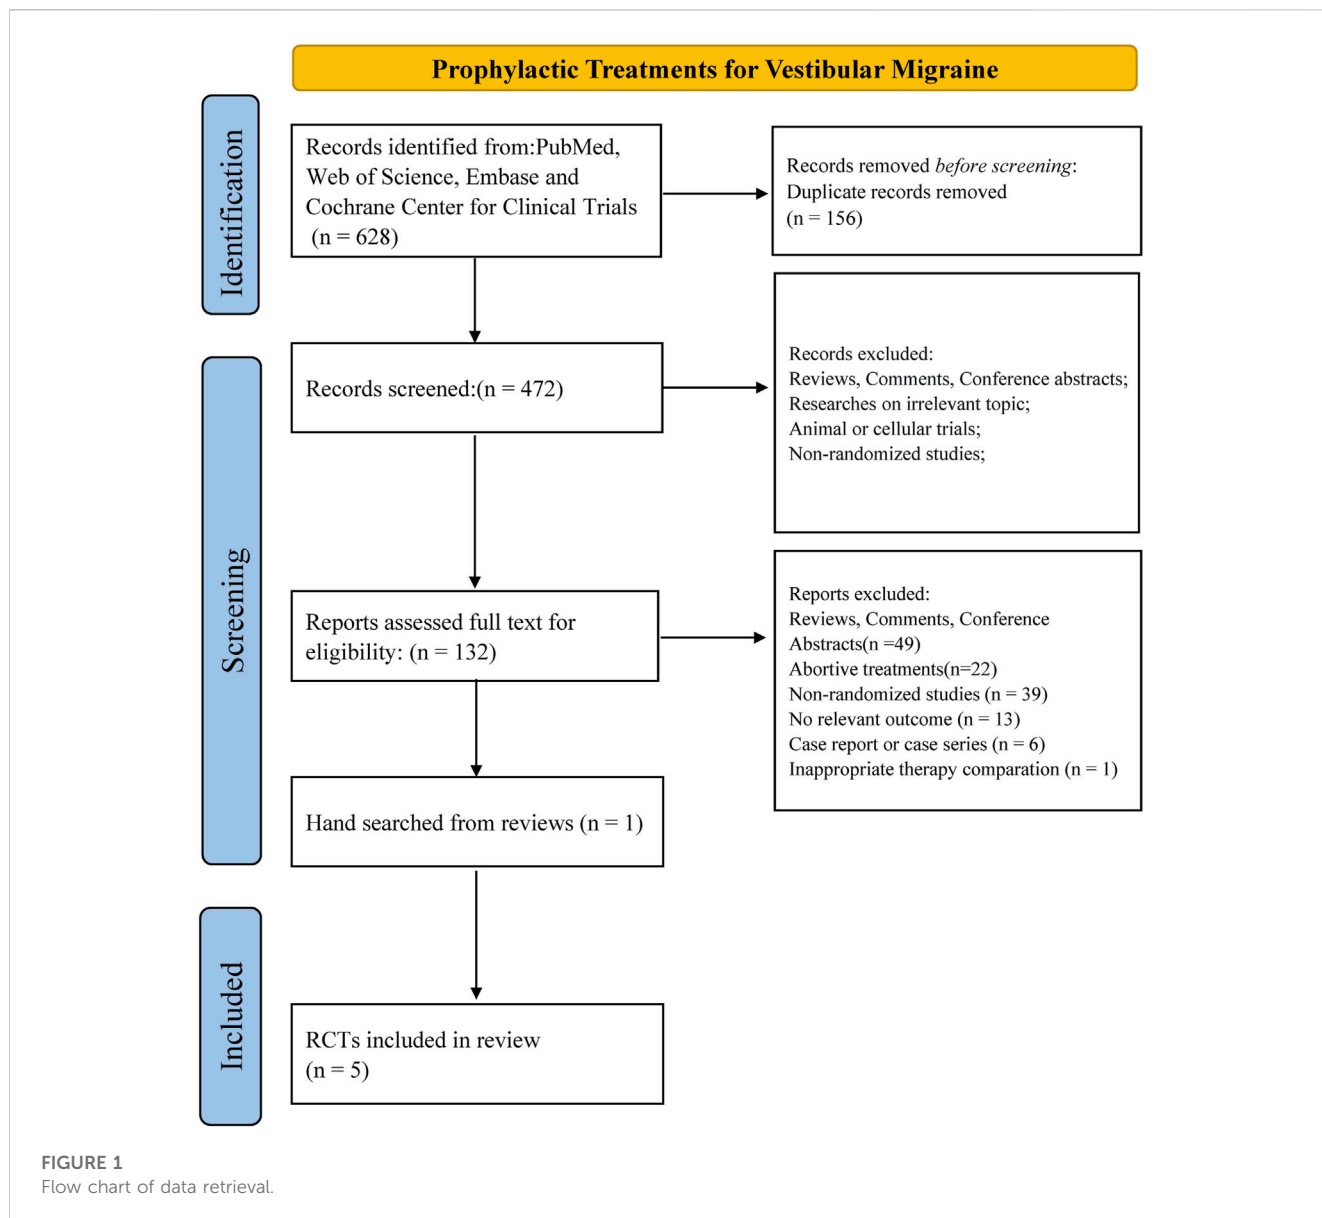 Prophylactic Treatments for Vestibular Migraine
Identification
Records identified from:PubMed,
Web of Science, Embase and
Cochrane Center for Clinical Trials
(n = 628)
Records removed before screening:
Duplicate records removed
(n = 156)
Screening
Records screened:(n = 472)
Records excluded:
Reviews, Comments, Conference abstracts;
Researches on irrelevant topic;
Animal or cellular trials;
Non-randomized studies;
Reports assessed full text for
eligibility: (n = 132)
Reports excluded:
Reviews, Comments, Conference
Abstracts(n =49)
Abortive treatments(n=22)
Non-randomized studies (n = 39)
No relevant outcome (n = 13)
Case report or case series (n = 6)
Inappropriate therapy comparation (n = 1)
Hand searched from reviews (n = 1)
Included
RCTs included in review
(n = 5)
FIGURE 1
Flow chart of data retrieval.